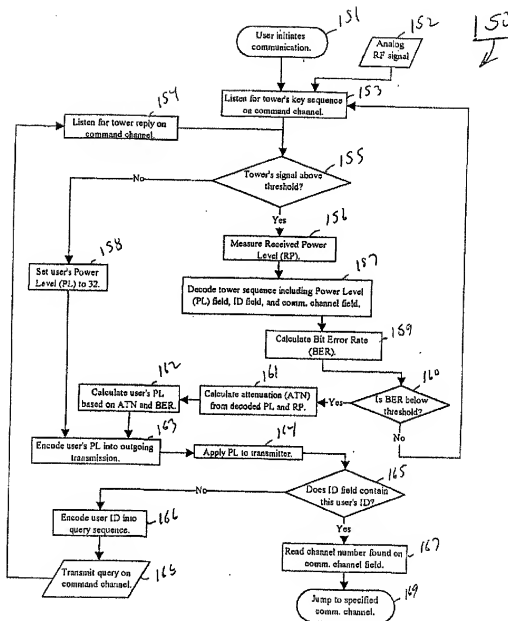 151
152
150
User initiates
communication.
Analog
RF signal
154
153
Listen for tower's key sequence
on command channel.
Listen for tower reply on
command channel.
155
Tower's signal above
threshold?
No
Yes
156
158
Measure Received Power
Level (RP).
157
Set user's Power
Level (PL) to 32.
Decode tower sequence including Power Level
(PL) field, ID field, and comm. channel field.
159
Calculate Bit Error Rate
(BER).
162
161
160
Calculate user's PL
based on ATN and BER.
Calculate attenuation (ATN)
from decoded PL and RP.
Yes
Is BER below
threshold?
163
164
No
Encode user's PL into outgoing
transmission.
Apply PL to transmitter.
165
No
Does ID field contain
this user's ID?
166
Yes
Encode user ID into
query sequence.
167
Read channel number found on
comm. channel field.
Transmit query on
command channel.
168
Jump to specified
comm. channel.
169